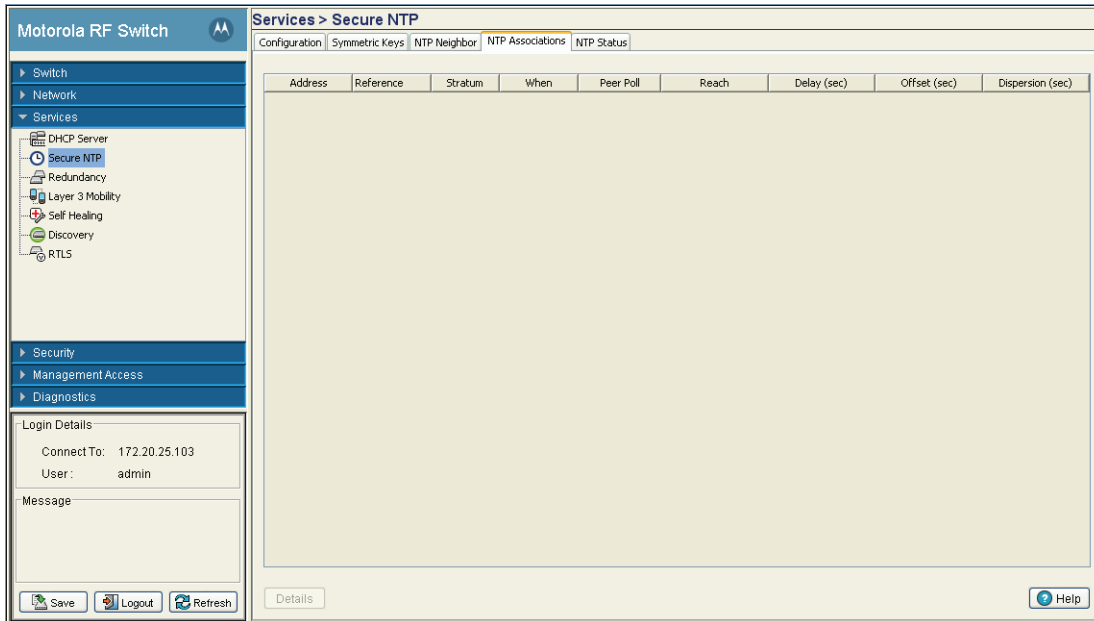 Motorola RF Switch
Services > Secure NTP
Configuration Symmetric Keys NTP Neighbor NTP Associations NTP Status
Switch
Network
Services
DHCP Server
Secure NTP
Redundancy
Layer 3 Mobility
Self Healing
Discovery
RTLS
Security
Management Access
Diagnostics
Login Details
Connect To: 172.20.25.103
User : admin
Message
Save Logout Refresh
Address Reference Stratum When Peer Poll Reach Delay (sec) Offset (sec) Dispersion (sec)
Details
Help